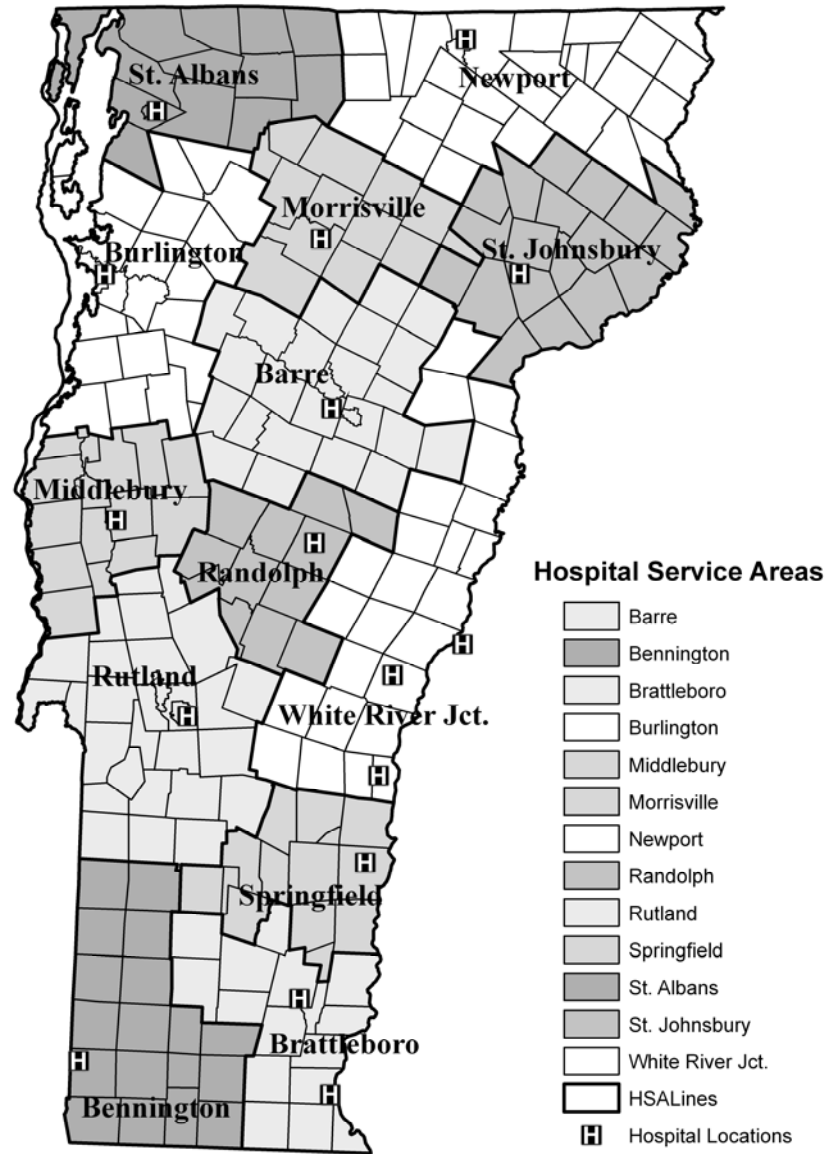 St. Albans
Newport
Morrisville
Burlington
St. Johnsbury
Barre
Middlebury
Randolph
Rutland
White River Jct.
Springfield
Brattleboro
Bennington
Hospital Service Areas
Barre
Bennington
Brattleboro
Burlington
Middlebury
Morrisville
Newport
Randolph
Rutland
Springfield
St. Albans
St. Johnsbury
White River Jct.
HSALines
H Hospital Locations